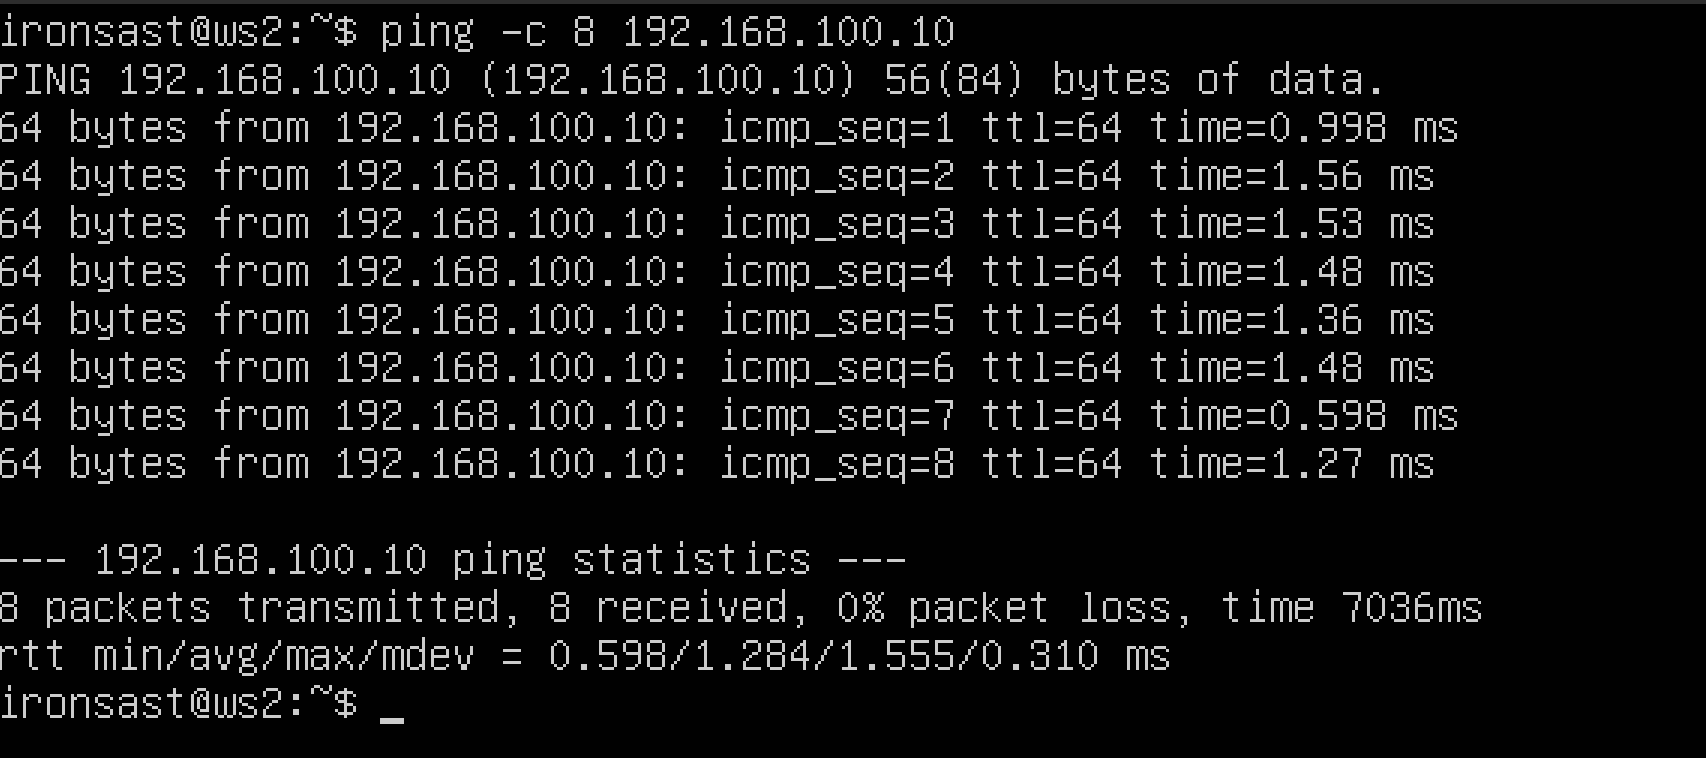 ironsast@ws2:~$ ping -c 8 192.168.100.10
PING 192.168.100.10 (192.168.100.10) 56(84) bytes of data.
64 bytes from 192.168.100.10: icmp_seq=1 ttl=64 time=0.998 ms
64 bytes from 192.168.100.10: icmp_seq=2 ttl=64 time=1.56 ms
64 bytes from 192.168.100.10: icmp_seq=3 ttl=64 time=1.53 ms
64 bytes from 192.168.100.10: icmp_seq=4 ttl=64 time=1.48 ms
64 bytes from 192.168.100.10: icmp_seq=5 ttl=64 time=1.36 ms
64 bytes from 192.168.100.10: icmp_seq=6 ttl=64 time=1.48 ms
64 bytes from 192.168.100.10: icmp_seq=7 ttl=64 time=0.598 ms
64 bytes from 192.168.100.10: icmp_seq=8 ttl=64 time=1.27 ms
--- 192.168.100.10 ping statistics ---
8 packets transmitted, 8 received, 0% packet loss, time 7036ms
rtt min/avg/max/mdev = 0.598/1.284/1.555/0.310 ms
ironsast@ws2:~$ _